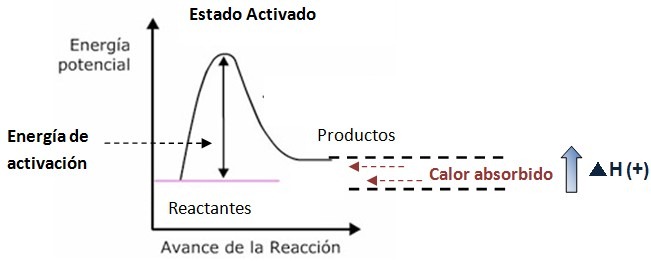 Estado Activado
Energía
potencial
Energía de
activación
Productos
Calor absorbido
▲H (+)
Reactantes
Avance de la Reacción